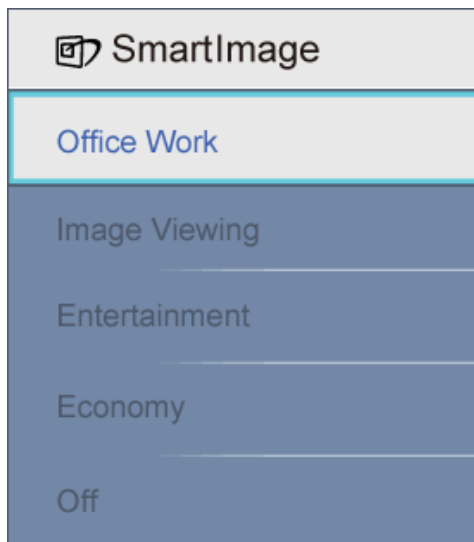 SmartImage
Office Work
Image Viewing
Entertainment
Economy
Off